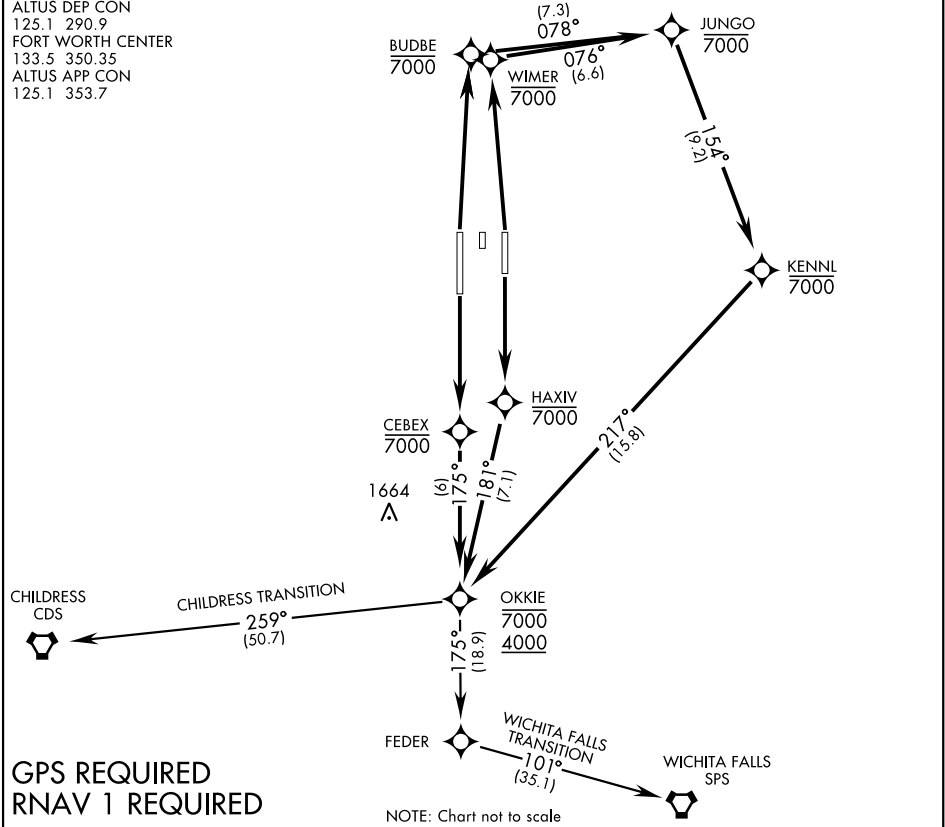 ALTUS DEP CON
125.1 290.9
FORT WORTH CENTER
133.5 350.35
ALTUS APP CON
125.1 353.7
BUDBE
7000
(7.3)
078°
076°
(6.6)
WIMER
7000
JUNGO
7000
154°
(9.2)
KENNL
7000
HAXIV
7000
CEBEX
7000
217°
(15.8)
1664
(6)
175°
181°
(7.1)
CHILDRESS
CDS
CHILDRESS TRANSITION
259°
(50.7)
OKKIE
7000
4000
175°
(18.9)
FEDER
WICHITA FALLS
TRANSITION
101°
(35.1)
WICHITA FALLS
SPS
GPS REQUIRED
RNAV 1 REQUIRED
NOTE: Chart not to scale